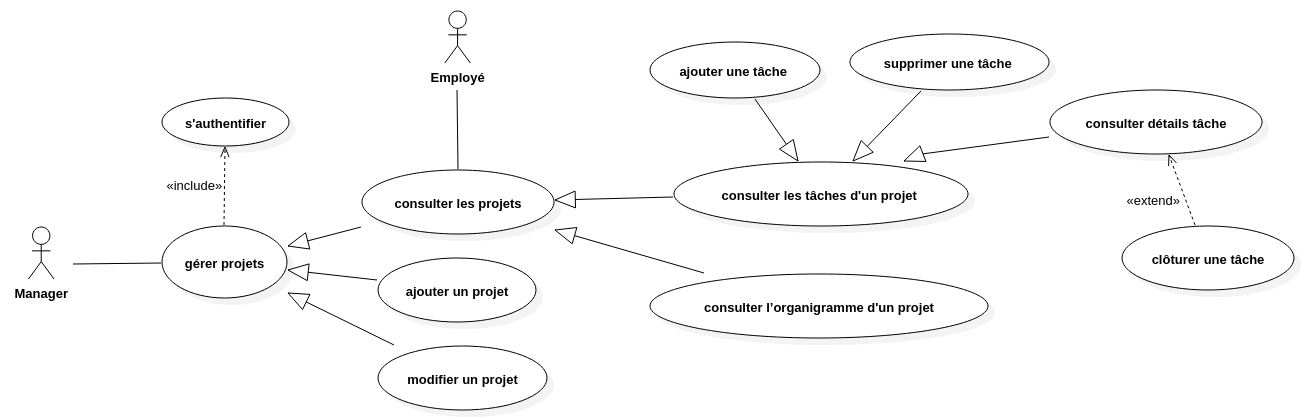 Employé
ajouter une tâche
supprimer une tâche
s'authentifier
consulter détails tâche
«include»
consulter les projets
consulter les tâches d'un projet
«extend»
gérer projets
clôturer une tâche
Manager
ajouter un projet
consulter l’organigramme d'un projet
modifier un projet